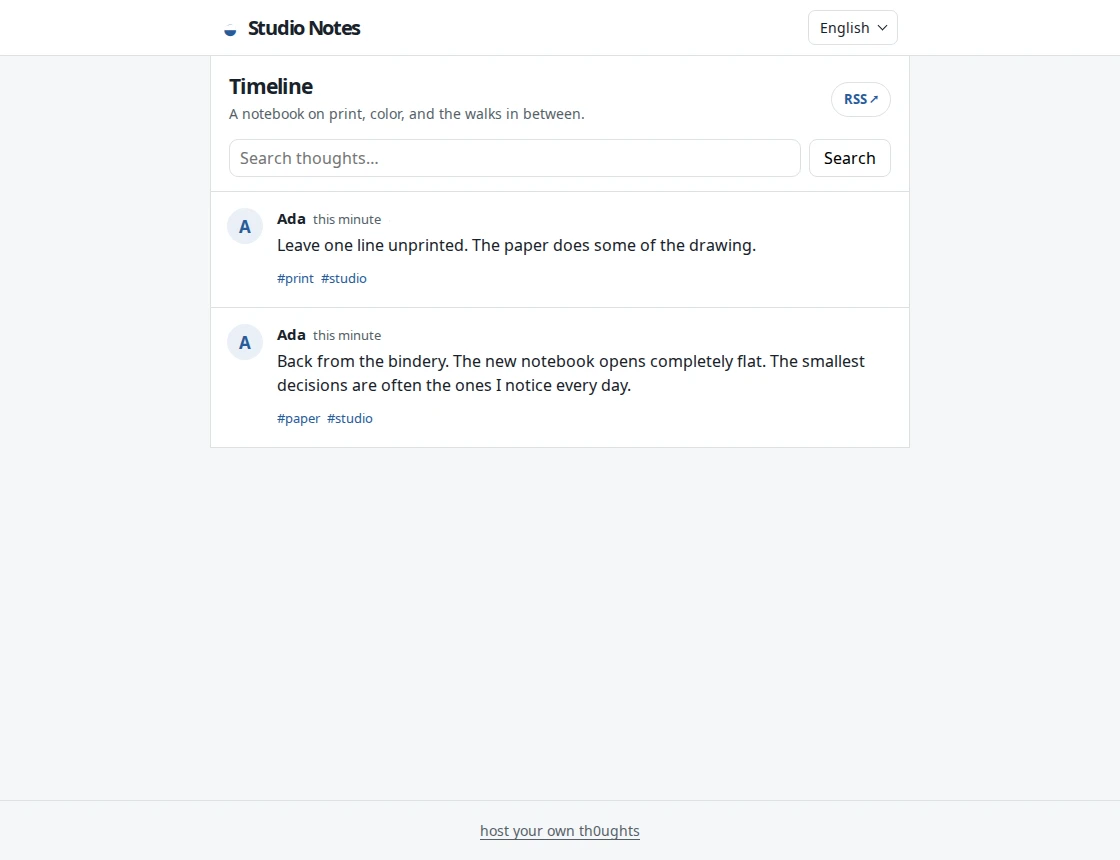 Studio Notes
English
Timeline
A notebook on print, color, and the walks in between.
RSS↗
Search thoughts...
Search
A
Ada this minute
Leave one line unprinted. The paper does some of the drawing.
#print #studio
A
Ada this minute
Back from the bindery. The new notebook opens completely flat. The smallest
decisions are often the ones I notice every day.
#paper #studio
host your own th0ughts